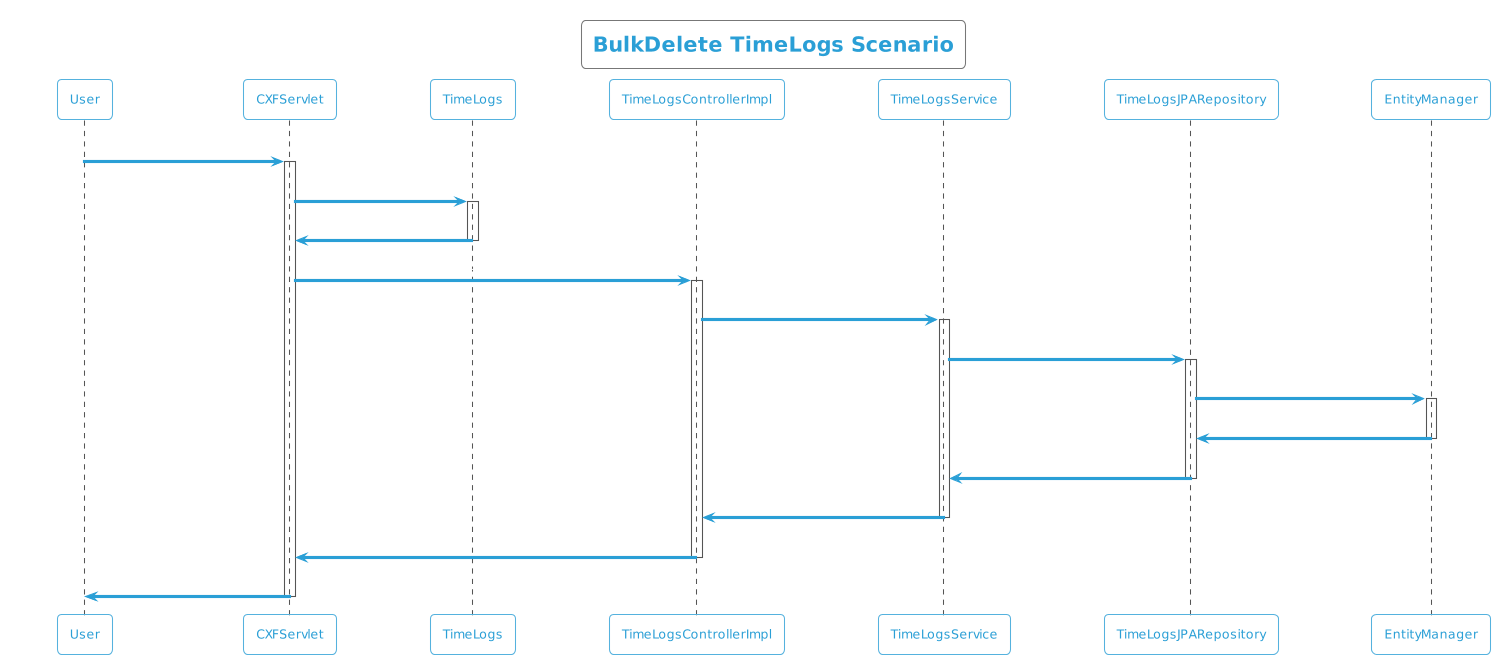 BulkDelete TimeLogs Scenario
User
CXFServlet
TimeLogs
TimeLogsControllerImpl
TimeLogsService
TimeLogsJPARepository
EntityManager
User
CXFServlet
TimeLogs
TimeLogsControllerImpl
TimeLogsService
TimeLogsJPARepository
EntityManager